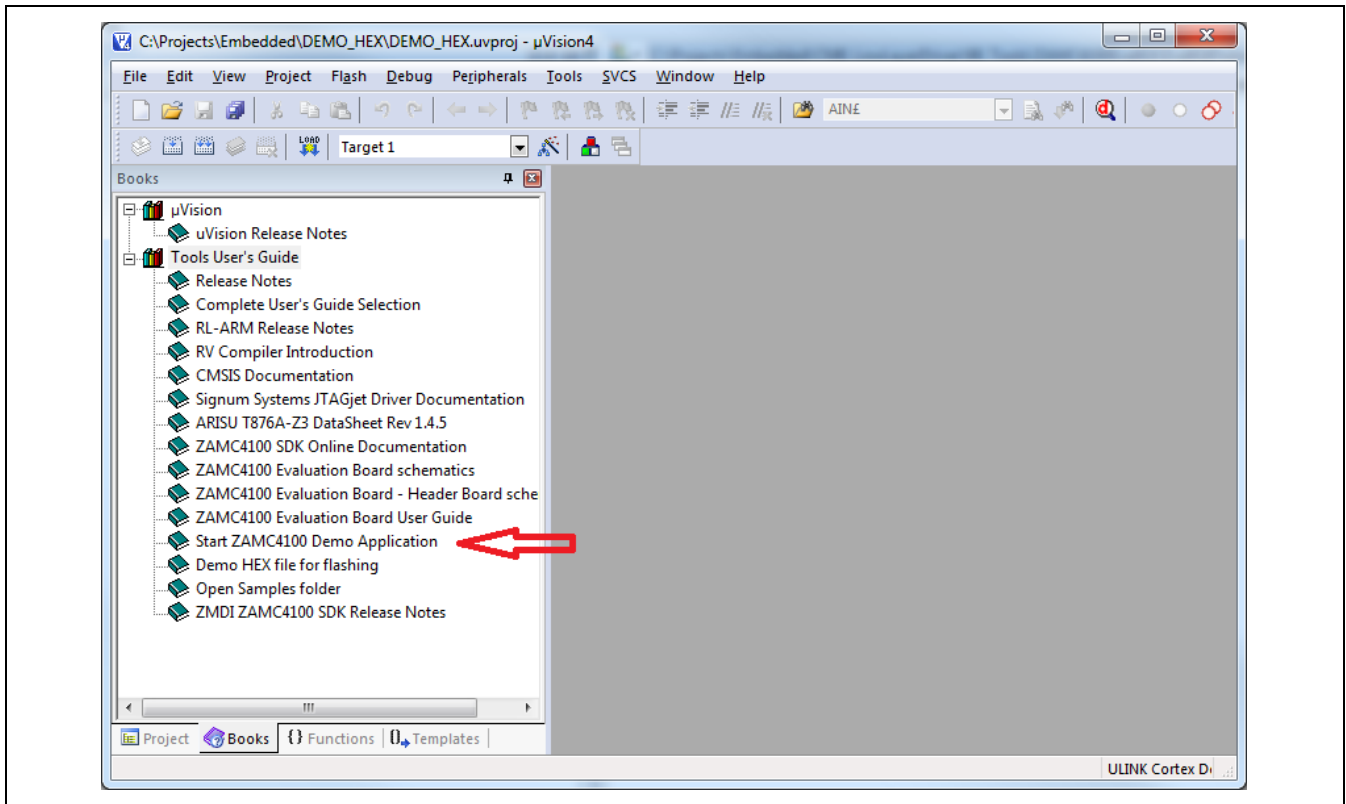 C:\Projects\Embedded\DEMO_HEX\DEMO_HEX.uvproj - µVision4
File Edit View Project Flash Debug Peripherals Tools SVCS Window Help
AIN£
LOAD Target 1
Books
µVision
uVision Release Notes
Tools User's Guide
Release Notes
Complete User's Guide Selection
RL-ARM Release Notes
RV Compiler Introduction
CMSIS Documentation
Signum Systems JTAGjet Driver Documentation
ARISU T876A-Z3 DataSheet Rev 1.4.5
ZAMC4100 SDK Online Documentation
ZAMC4100 Evaluation Board schematics
ZAMC4100 Evaluation Board - Header Board sche
ZAMC4100 Evaluation Board User Guide
Start ZAMC4100 Demo Application
Demo HEX file for flashing
Open Samples folder
ZMDI ZAMC4100 SDK Release Notes
Project Books {} Functions 0 Templates
ULINK Cortex D